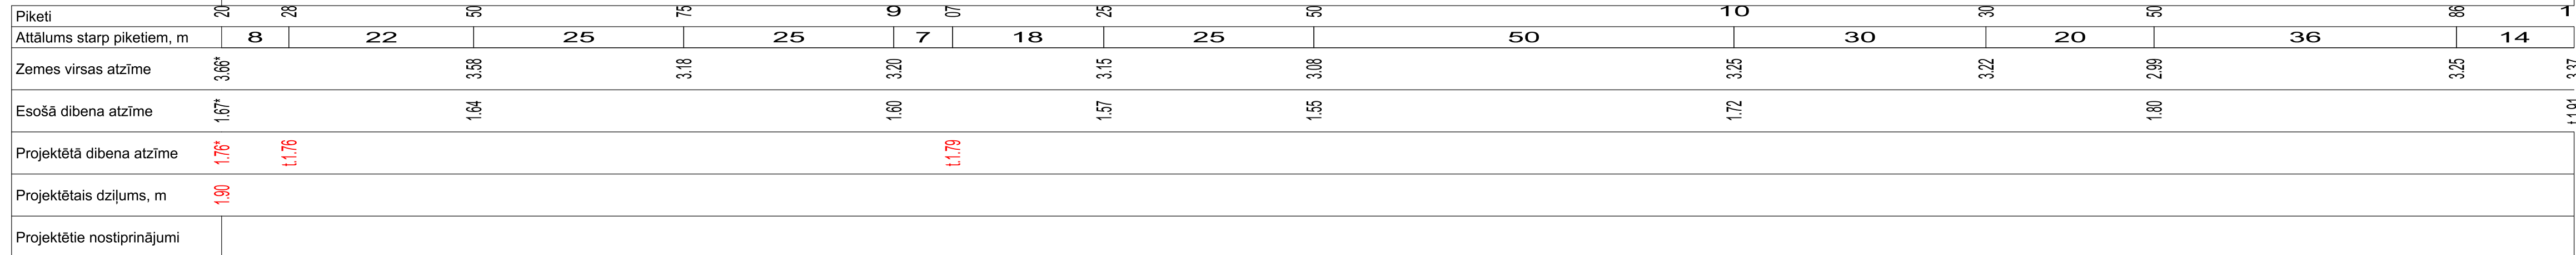 Piketi 20 28 50 75 9 07 25 50 10 30 50 86 1
Attālums starp piketiem, m 8 22 25 25 7 18 25 50 30 20 36 14
Zemes virsas atzīme 3.66* 3.58 3.18 3.20 3.15 3.08 3.25 3.22 2.99 3.25 3.37
Esošā dibena atzīme 1.67* 1.64 1.60 1.57 1.55 1.72 1.80 t.1.91
Projektētā dibena atzīme 1.76* t.1.76 t.1.79
Projektētais dziļums, m 1.90
Projektētie nostiprinājumi